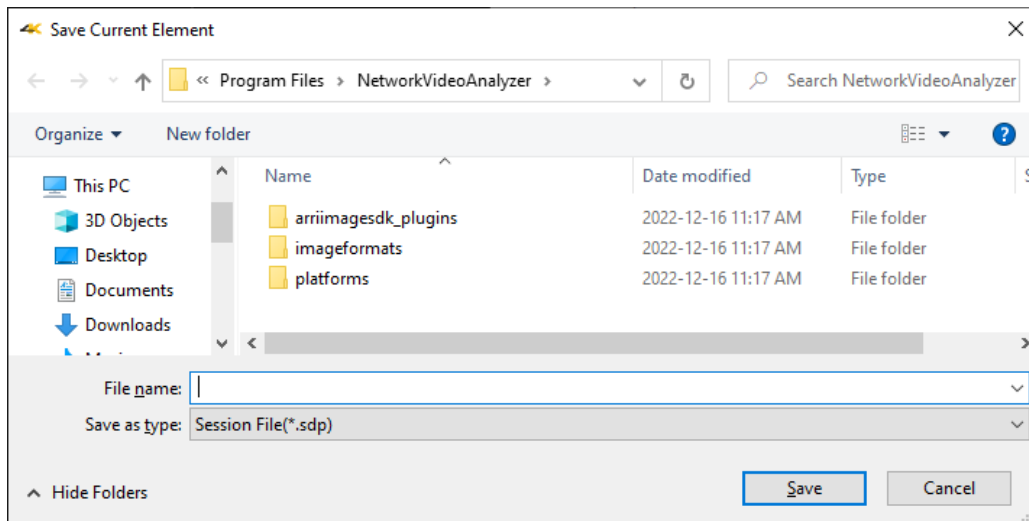 Save Current Element
« Program Files > NetworkVideoAnalyzer >
Search NetworkVideoAnalyzer
Organize
New folder
This PC
3D Objects
Desktop
Documents
Downloads
Name Date modified Type
arriimagesdk_plugins 2022-12-16 11:17 AM File folder
imageformats 2022-12-16 11:17 AM File folder
platforms 2022-12-16 11:17 AM File folder
File name:
Save as type: Session File(*.sdp)
Hide Folders
Save
Cancel